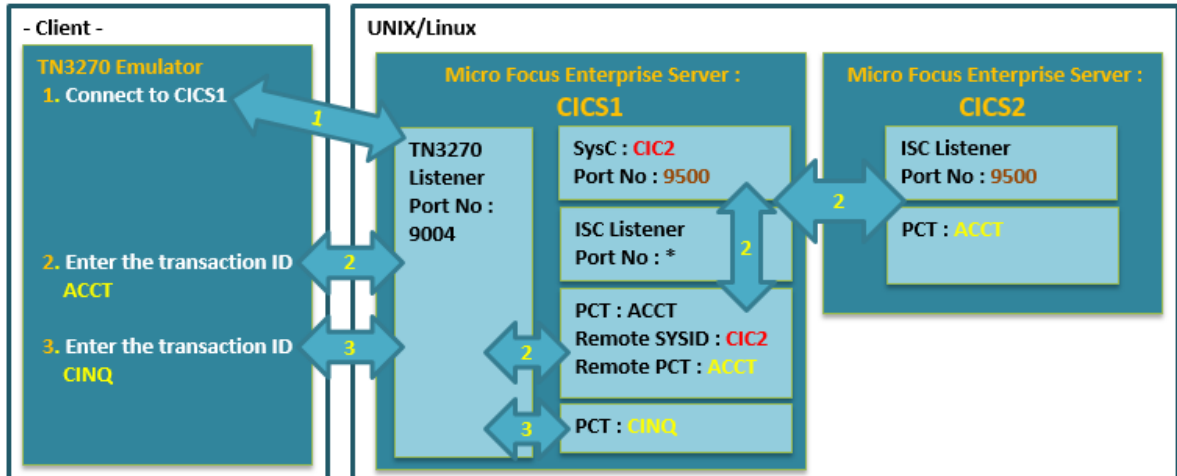 - Client -
TN3270 Emulator
1. Connect to CICS1
2. Enter the transaction ID
ACCT
3. Enter the transaction ID
CINQ
1
2
3
UNIX/Linux
Micro Focus Enterprise Server :
CICS1
TN3270
Listener
Port No :
9004
SysC : CIC2
Port No : 9500
ISC Listener
Port No : *
2
PCT : ACCT
Remote SYSID : CIC2
Remote PCT : ACCT
2
PCT : CINQ
3
2
Micro Focus Enterprise Server :
CICS2
ISC Listener
Port No : 9500
PCT : ACCT